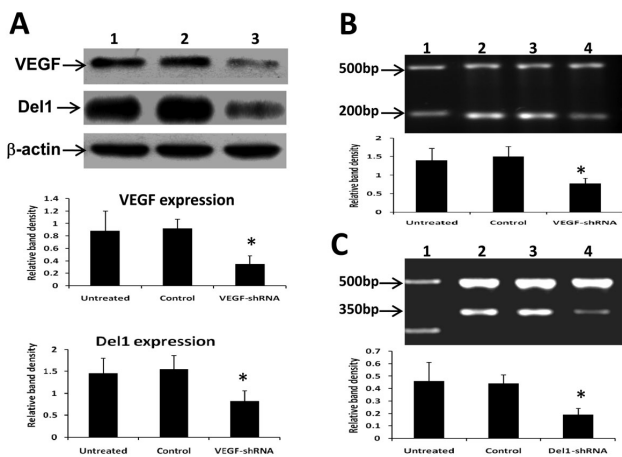 A
1 2 3
VEGF
Del1
β-actin
VEGF expression
Relative band density
1.4
1.2
1
0.8
0.6
0.4
0.2
0
*
Untreated Control VEGF-shRNA
Del1 expression
Relative band density
2
1.5
1
0.5
0
*
Untreated Control VEGF-shRNA
B
1 2 3 4
500bp
200bp
Relative band density
2
1.5
1
0.5
0
*
Untreated Control VEGF-shRNA
C
1 2 3 4
500bp
350bp
Relative band density
0.7
0.6
0.5
0.4
0.3
0.2
0.1
0
*
Untreated Control Del1-shRNA